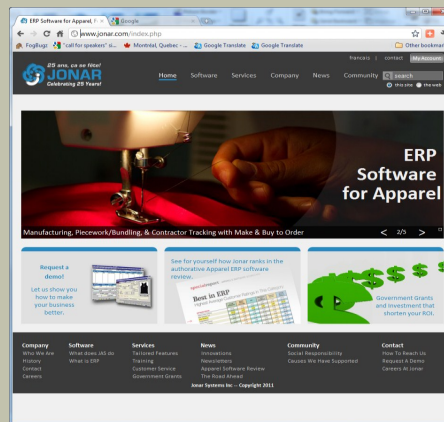 ERP Software for Apparel, F
Google
www.jonar.com/index.php
FogBugz
"call for speakers" si...
Montréal, Quebec - ...
Google Translate
Google Translate
Other bookmar
25 ans, ça se fête!
JONAR
Celebrating 25 Years!
francais | contact My Account
Home Software Services Company News Community
search
this site the web
ERP
Software
for Apparel
Manufacturing, Piecework/Bundling, & Contractor Tracking with Make & Buy to Order
< 2/5 >
Request a
demo!
Let us show you
how to make
your business
better.
See for yourself how Jonar ranks in the
authorative Apparel ERP software
review.
Best in ERP
Government Grants
and Investment that
shorten your ROI.
Company Software Services News Community Contact
Who We Are What does JAS do Tailored Features Innovations Social Responsibility How To Reach Us
History What is ERP Training Newsletters Causes We Have Supported Request A Demo
Contact Customer Service Apparel Software Review Careers At Jonar
Careers Government Grants The Road Ahead
Jonar Systems Inc -- Copyright 2011